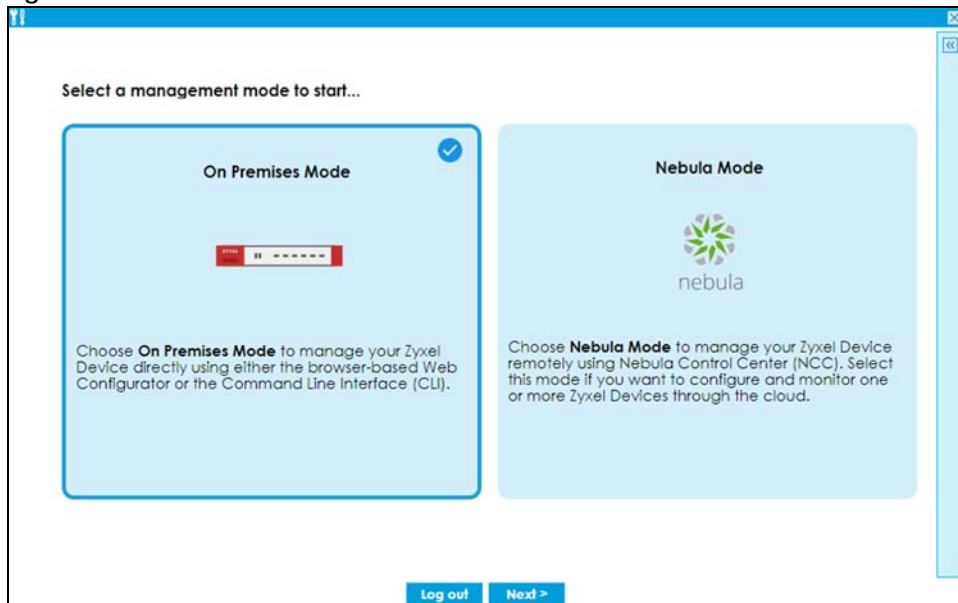 Select a management mode to start...
On Premises Mode
ZYXEL
Choose On Premises Mode to manage your Zyxel
Device directly using either the browser-based Web
Configurator or the Command Line Interface (CLI).
Nebula Mode
nebula
Choose Nebula Mode to manage your Zyxel Device
remotely using Nebula Control Center (NCC). Select
this mode if you want to configure and monitor one
or more Zyxel Devices through the cloud.
Log out
Next >